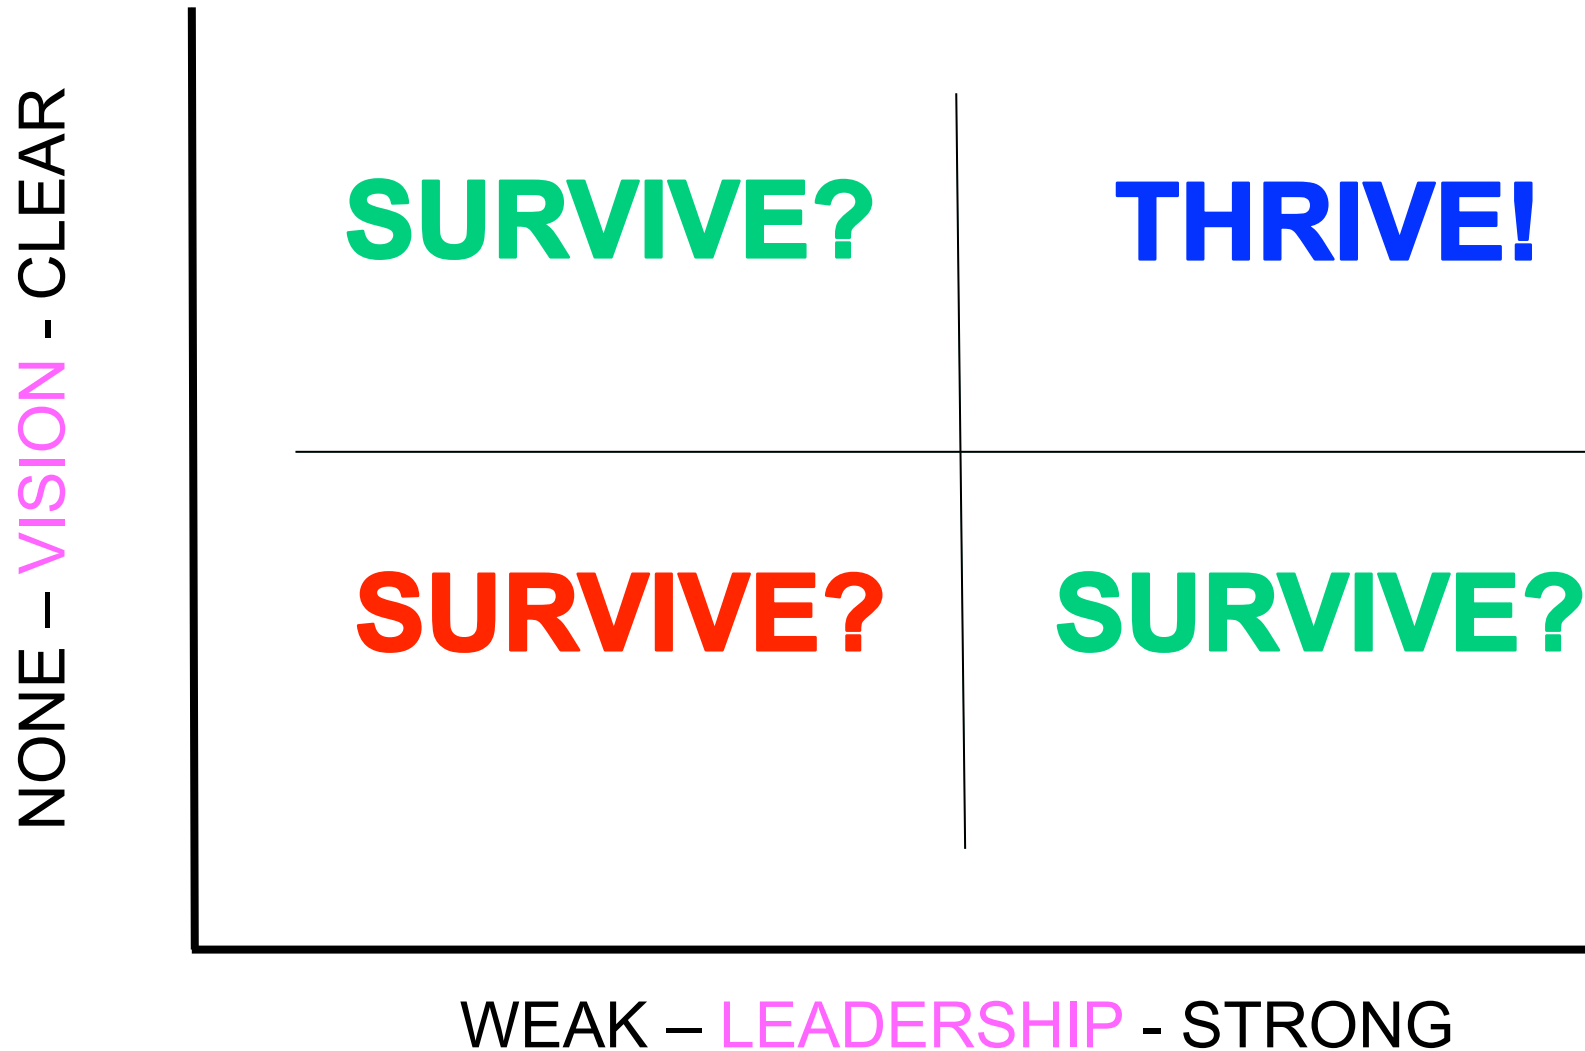 NONE – VISION - CLEAR
SURVIVE?
THRIVE!
SURVIVE?
SURVIVE?
WEAK – LEADERSHIP - STRONG